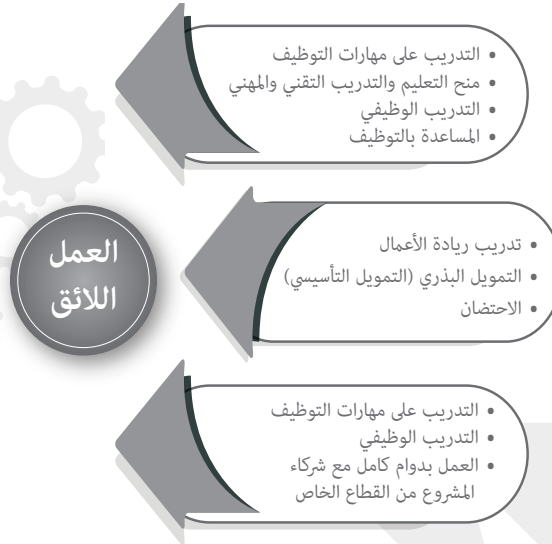 • التدريب على مهارات التوظيف
• منح التعليم والتدريب التقني والمهني
• التدريب الوظيفي
• المساعدة بالتوظيف
• تدريب ريادة الأعمال
• التمويل البذري (التمويل التأسيسي)
• الاحتضان
العمل
اللائق
• التدريب على مهارات التوظيف
• التدريب الوظيفي
• العمل بدوام كامل مع شركاء
المشروع من القطاع الخاص